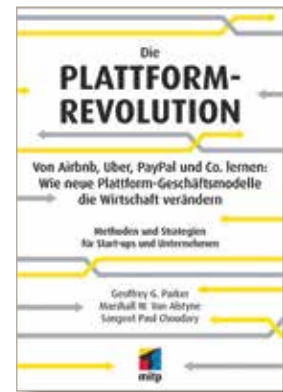 Die
PLATTFORM-
REVOLUTION
Von Airbnb, Uber, PayPal und Co. lernen:
Wie neue Plattform-Geschäftsmodelle
die Wirtschaft verändern
Methoden und Strategien
für Start-ups und Unternehmen
Geoffrey G. Parker
Marshall W. Van Alstyne
Sangeet Paul Choudary
mitp